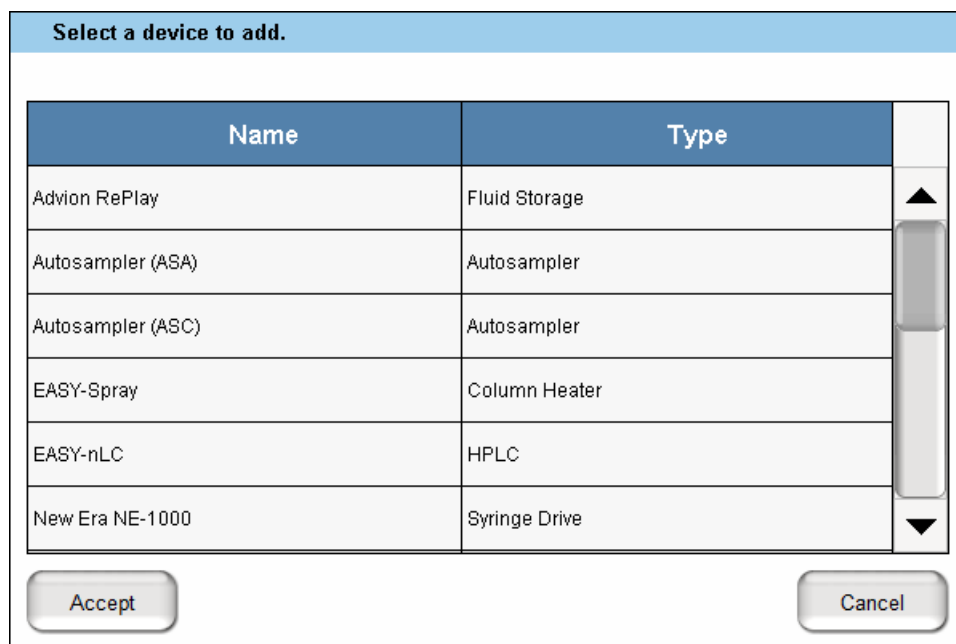 Select a device to add.
Name Type
Advion RePlay Fluid Storage
Autosampler (ASA) Autosampler
Autosampler (ASC) Autosampler
EASY-Spray Column Heater
EASY-nLC HPLC
New Era NE-1000 Syringe Drive
Accept Cancel